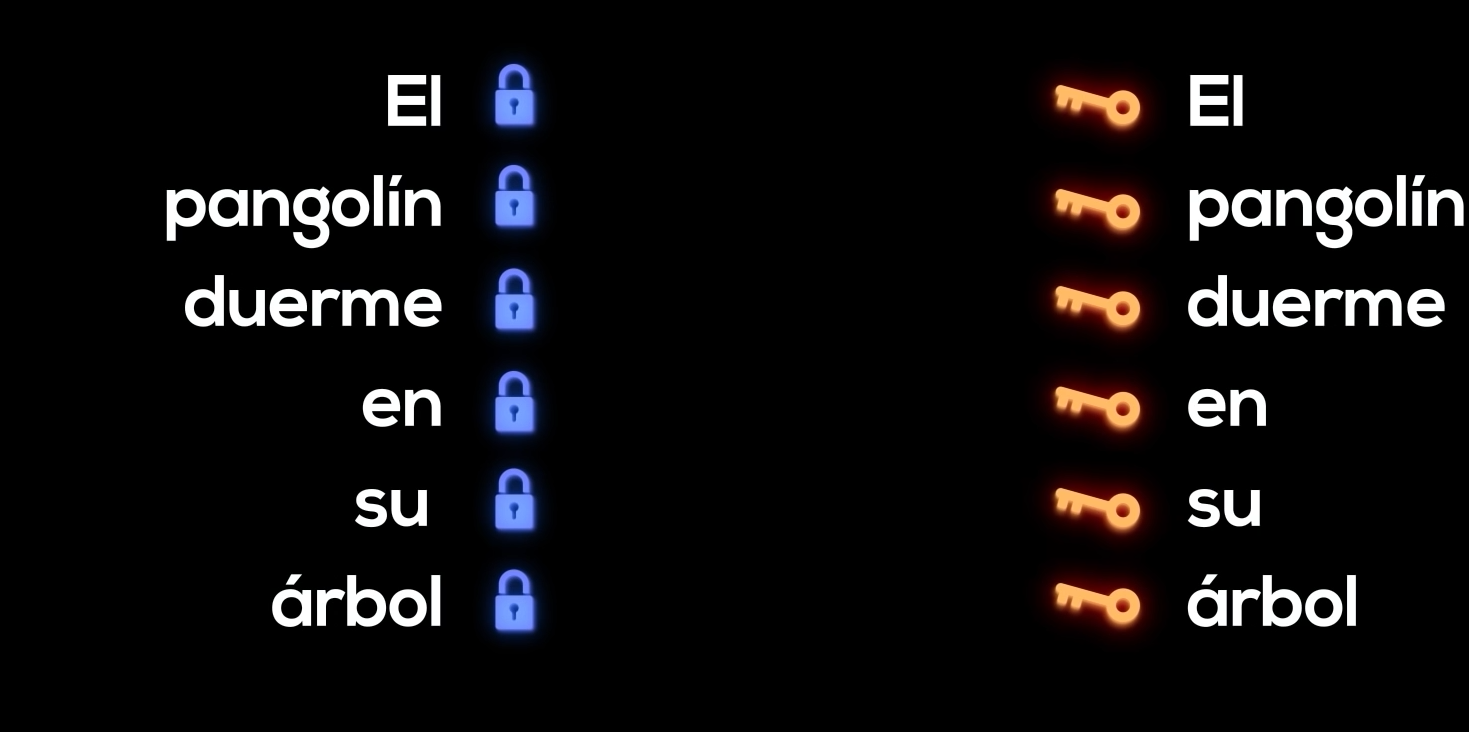 El El
pangolín pangolín
duerme duerme
en en
su su
árbol árbol